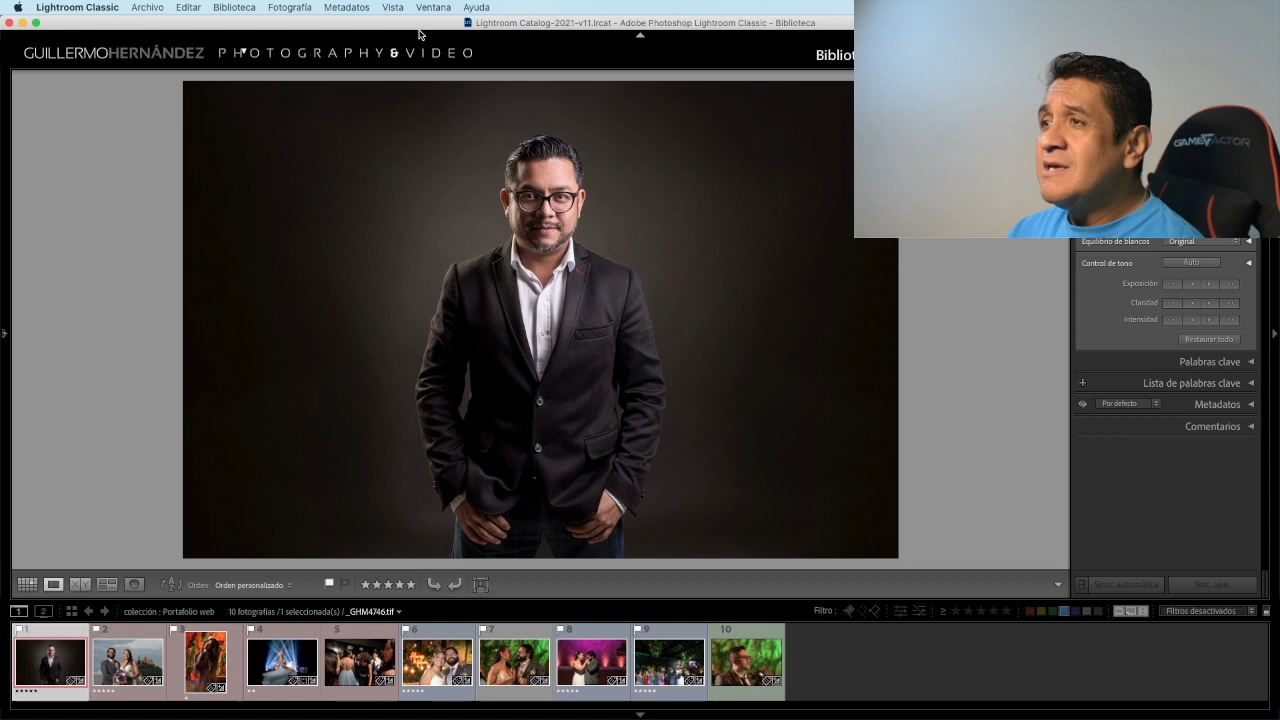 Lightroom Classic Archivo Editar Biblioteca Fotografía Metadatos Vista Ventana Ayuda
Lightroom Catalog-2021-v11.lrcat - Adobe Photoshop Lightroom Classic - Biblioteca
GUILLERMOHERNÁNDEZ PHOTOGRAPHY&VIDEO
Bibliot
GAMEFACTOR
Equilibrio de blancos Original
Control de tono Auto
Exposición
Claridad
Intensidad
Restaurar todo
Palabras clave
Lista de palabras clave
Por defecto Metadatos
Comentarios
Orden: Orden personalizado
Sincr. automática Sinc. ajus.
1 2 colección : Portafolio web 10 fotografías /1 seleccionada(s) / _GHM4746.tif
Filtro : Filtros desactivados
1 2 3 4 5 6 7 8 9 10